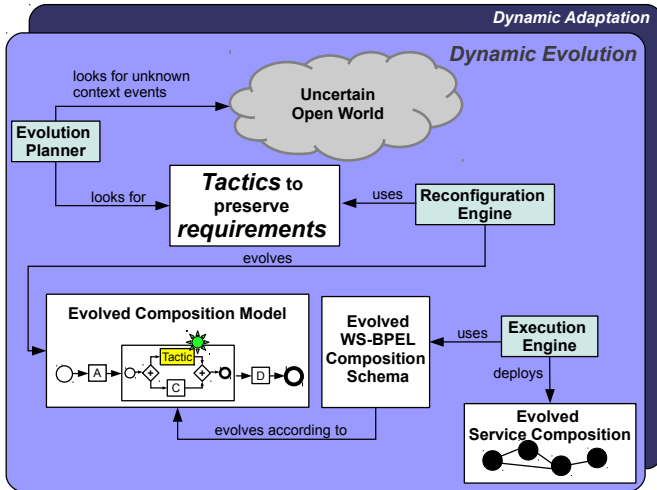 Dynamic Adaptation
Dynamic Evolution
looks for unknown
context events
Uncertain
Open World
Evolution
Planner
looks for
Tactics to
preserve
requirements
uses
Reconfiguration
Engine
evolves
Evolved Composition Model
Tactic
A
C
D
Evolved
WS-BPEL
Composition
Schema
uses
Execution
Engine
deploys
evolves according to
Evolved
Service Composition